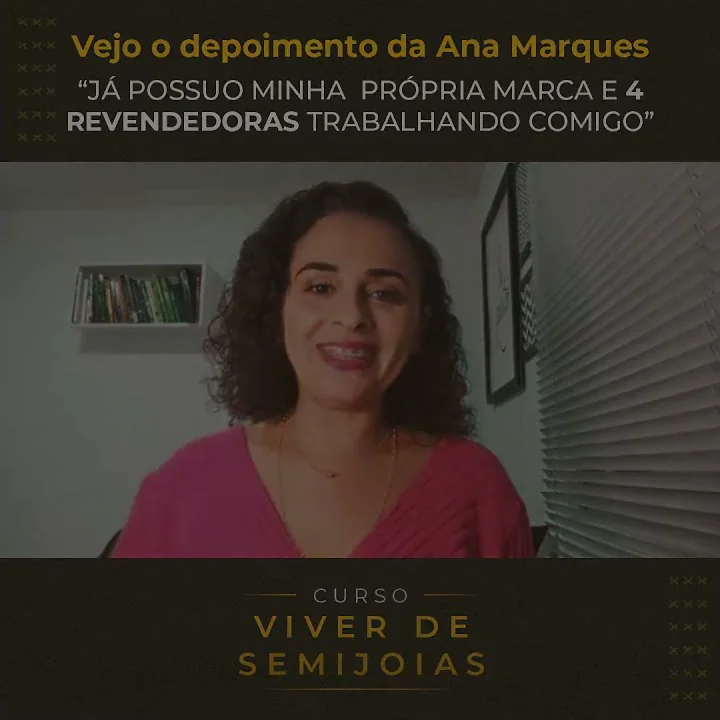 Vejo o depoimento da Ana Marques
“JÁ POSSUO MINHA PRÓPRIA MARCA E 4
REVENDEDORAS TRABALHANDO COMIGO”
CURSO
VIVER DE
SEMIJOIAS